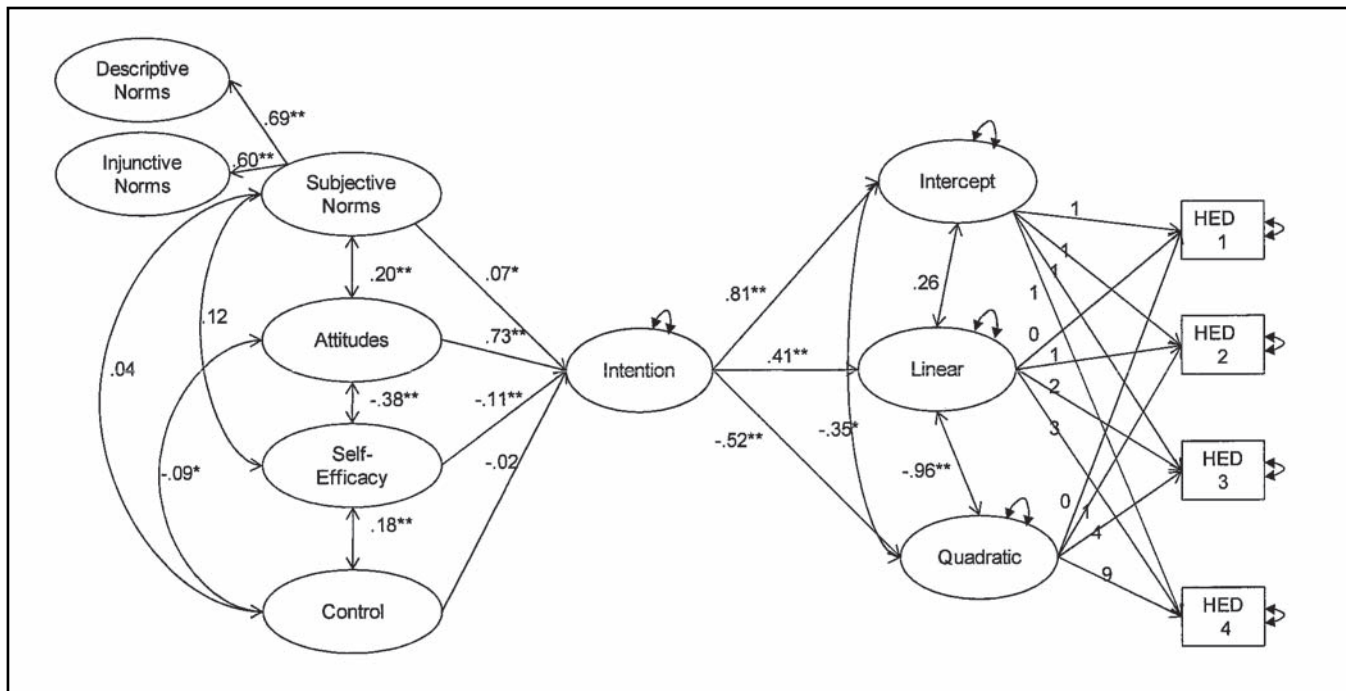 Descriptive
Norms
.69**
Injunctive
Norms
.60**
Subjective
Norms
Intercept
HED
1
1
.20**
.07*
.81**
.26
1
1
1
.12
.04
Attitudes
.73**
Intention
.41**
Linear
0
1
2
3
HED
2
-.38**
-.11**
-.52**
-.35*
-.09*
Self-
Efficacy
-.02
-.96**
HED
3
.18**
0
1
4
9
Quadratic
Control
HED
4